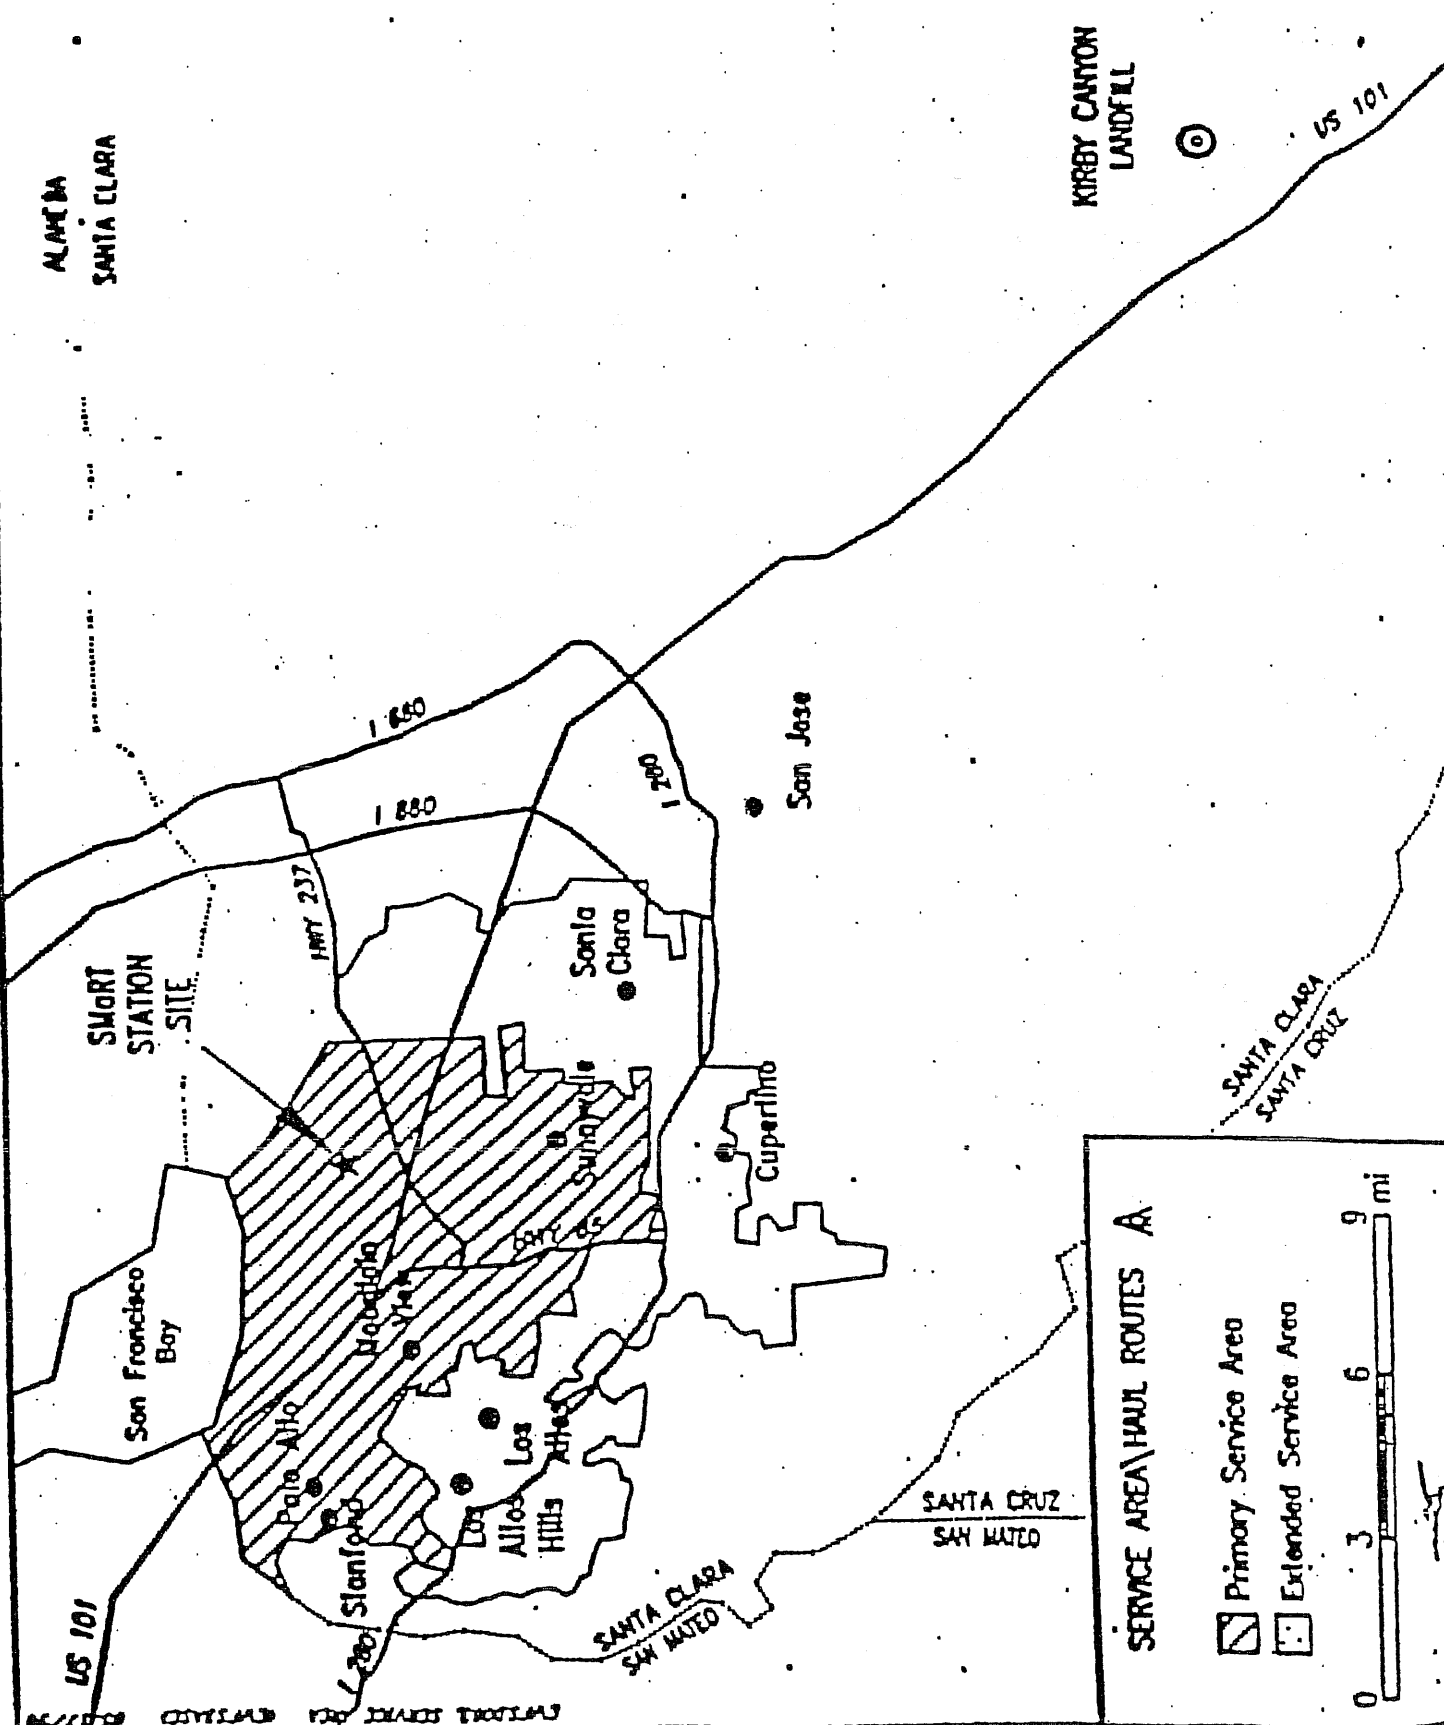 ALAMEDA
SANTA CLARA
KIRBY CANYON
LANDFILL
US 101
SMaRT
STATION
SITE
I 680
I 880
HWY 237
I 280
San Jose
Santa
Clara
San Francisco
Bay
Sunnyvale
Cupertino
HWY 85
Mountain
View
Palo Alto
Los
Altos
Los
Altos
Hills
Stanford
US 101
I 280
SANTA CLARA
SAN MATEO
SANTA CRUZ
SAN MATEO
SANTA CLARA
SANTA CRUZ
SERVICE AREA\HAUL ROUTES
Primary Service Area
Extended Service Area
0 3 6 9 mi